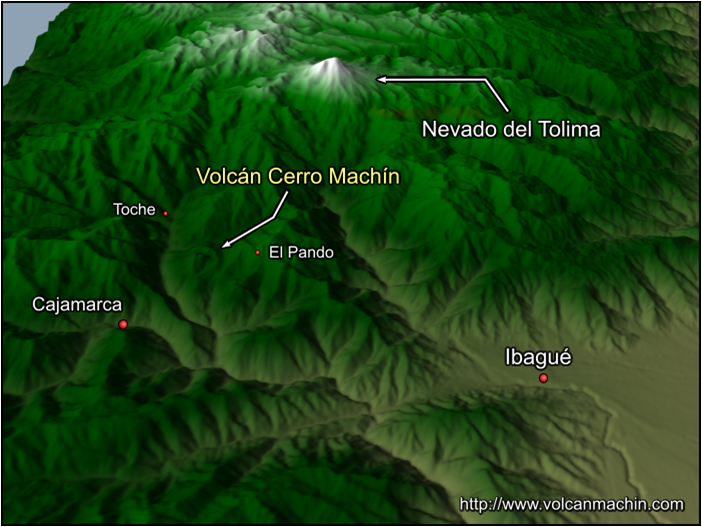 Nevado del Tolima
Volcán Cerro Machín
Toche
El Pando
Cajamarca
Ibagué
http://www.volcanmachin.com